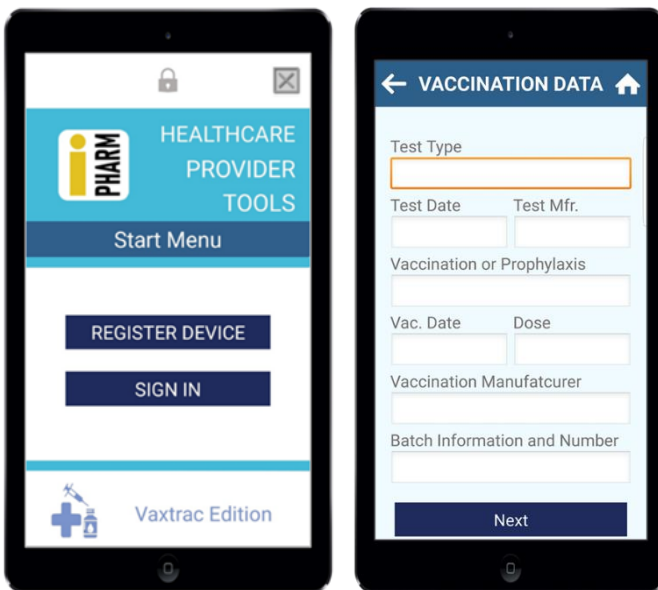 HEALTHCARE
PROVIDER
TOOLS
i
PHARM
Start Menu
REGISTER DEVICE
SIGN IN
Vaxtrac Edition
VACCINATION DATA
Test Type
Test Date Test Mfr.
Vaccination or Prophylaxis
Vac. Date Dose
Vaccination Manufatcurer
Batch Information and Number
Next